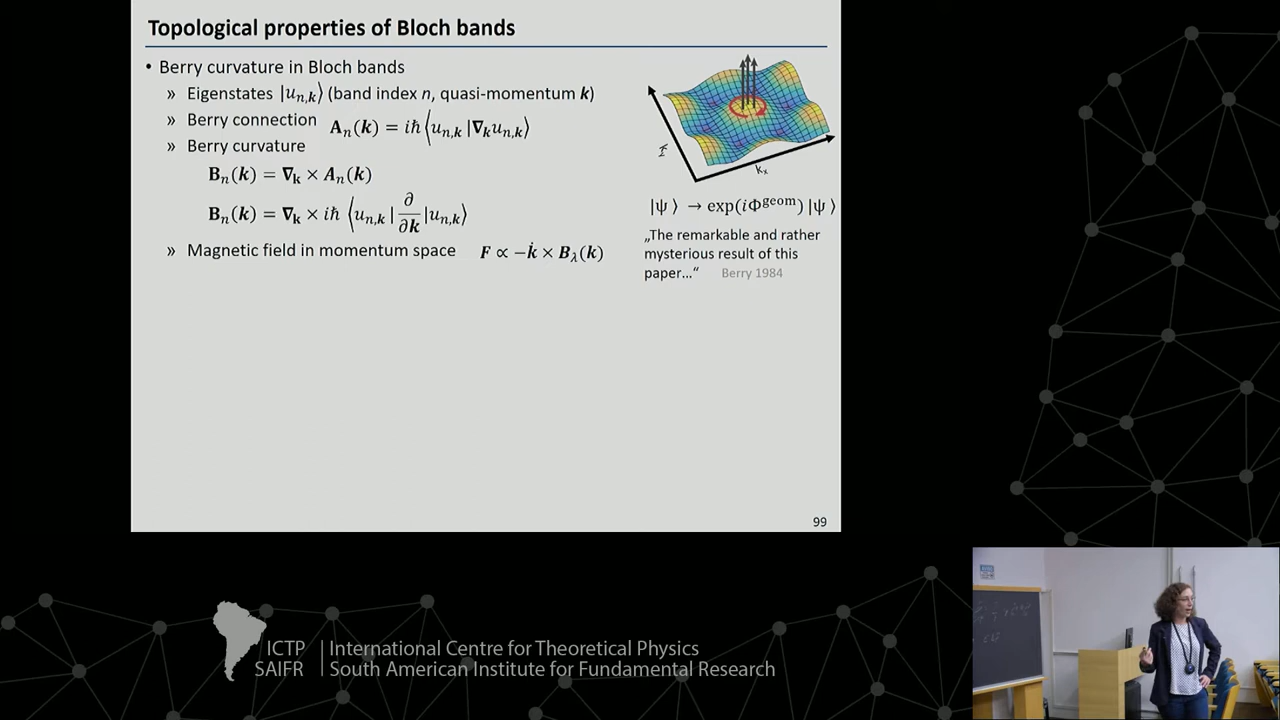 Topological properties of Bloch bands
• Berry curvature in Bloch bands
» Eigenstates |u_{n,k}⟩ (band index n, quasi-momentum k)
» Berry connection A_n(k) = iħ⟨u_{n,k}|∇_k u_{n,k}⟩
» Berry curvature
B_n(k) = ∇_k × A_n(k)
B_n(k) = ∇_k × iħ ⟨u_{n,k}|∂/∂k|u_{n,k}⟩
» Magnetic field in momentum space F ∝ −k̇ × B_λ(k)
k_x
|ψ⟩ → exp(iΦ^geom)|ψ⟩
„The remarkable and rather
mysterious result of this
paper...“ Berry 1984
99
ICTP
SAIFR
International Centre for Theoretical Physics
South American Institute for Fundamental Research